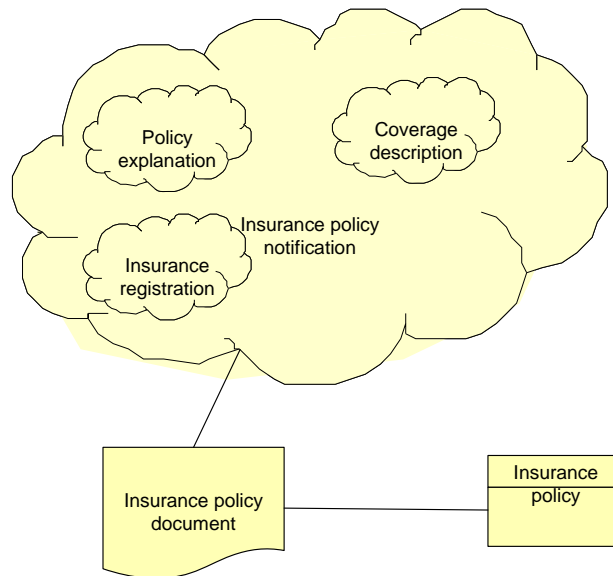 Policy
explanation
Coverage
description
Insurance policy
notification
Insurance
registration
Insurance policy
document
Insurance
policy